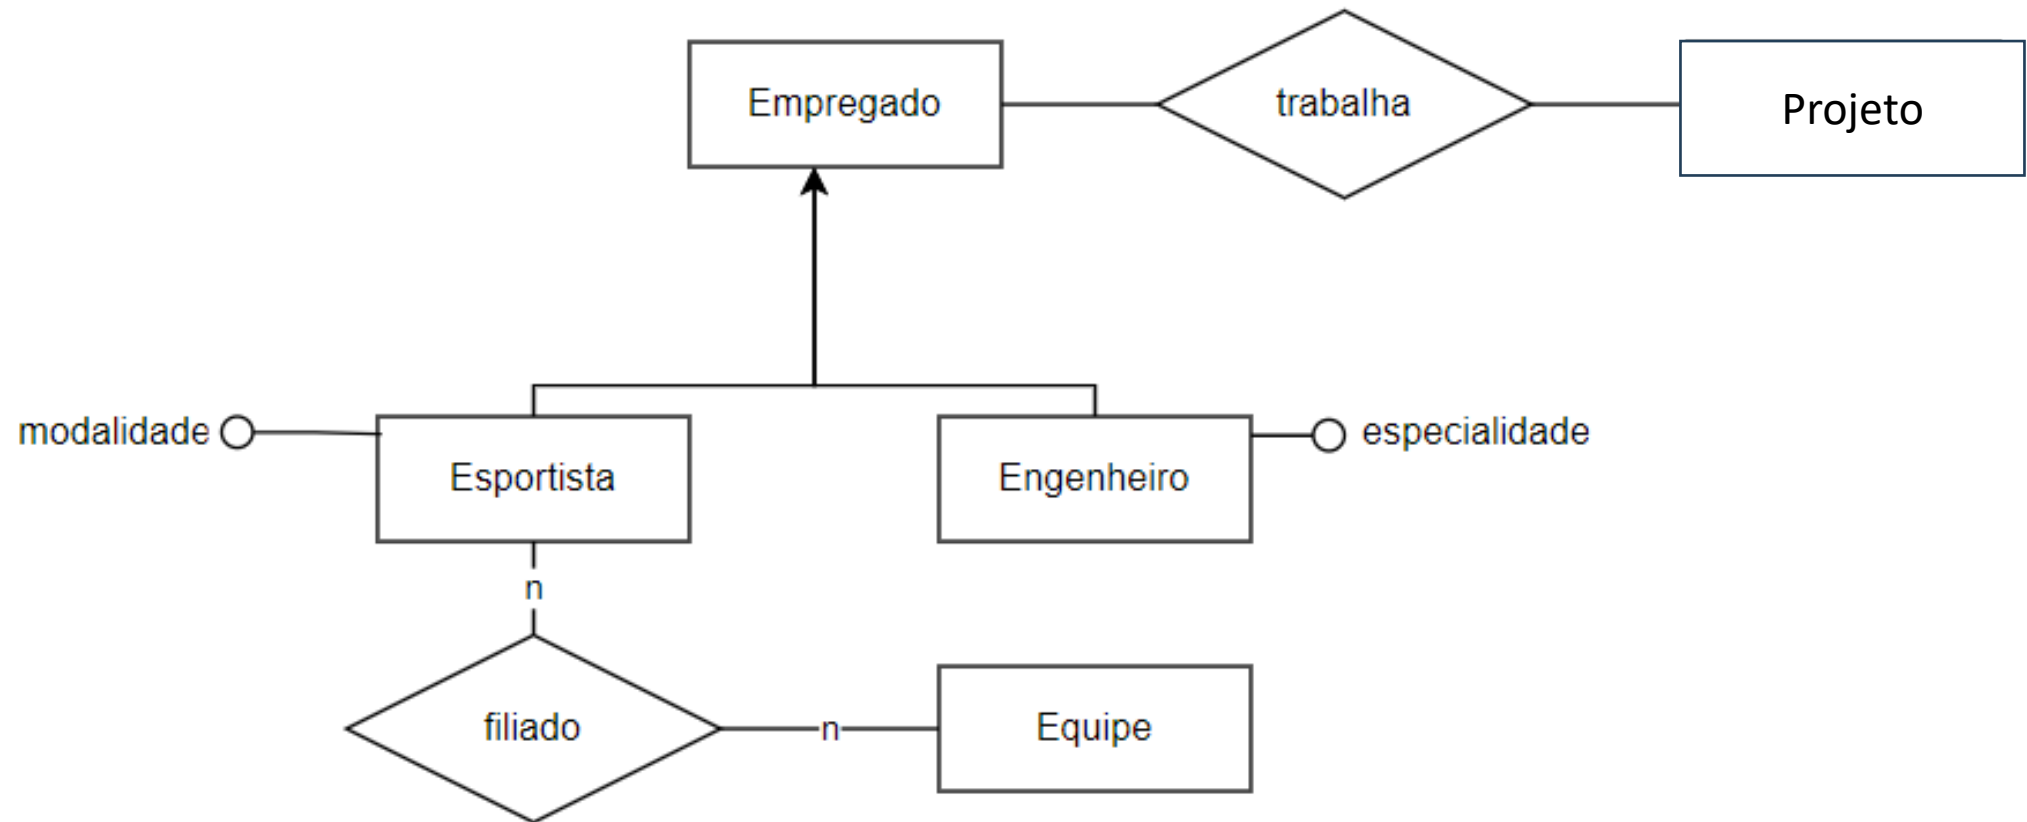 Empregado
trabalha
Projeto
modalidade
Esportista
Engenheiro
especialidade
n
filiado
n
Equipe